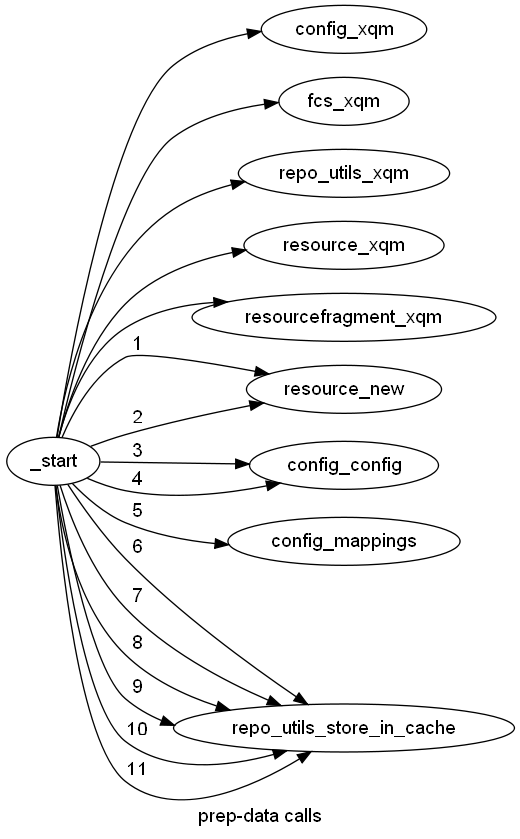 config_xqm
fcs_xqm
repo_utils_xqm
resource_xqm
resourcefragment_xqm
1
resource_new
2
_start
3
config_config
4
5
config_mappings
6
7
8
9
repo_utils_store_in_cache
10
11
prep-data calls